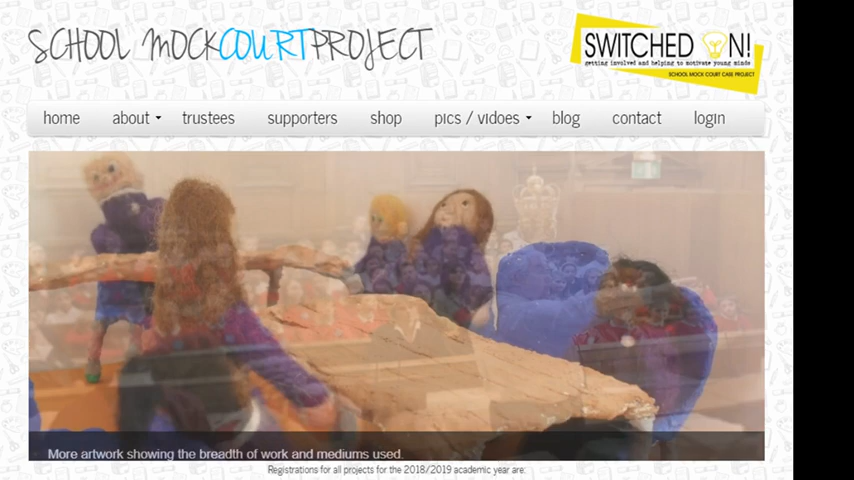 SCHOOL MOCKCOURTPROJECT
SWITCHED ON!
getting involved and helping to motivate young minds
SCHOOL MOCK COURT CASE PROJECT
home about trustees supporters shop pics / vidoes blog contact login
More artwork showing the breadth of work and mediums used.
Registrations for all projects for the 2018/2019 academic year are: